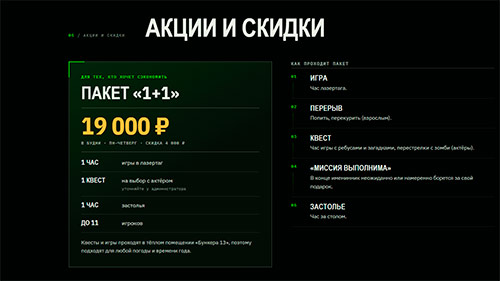 05 / АКЦИИ И СКИДКИ
АКЦИИ И СКИДКИ
ДЛЯ ТЕХ, КТО ХОЧЕТ СЭКОНОМИТЬ
ПАКЕТ «1+1»
19 000 ₽
В БУДНИ · ПН–ЧЕТВЕРГ · СКИДКА 4 000 ₽
1 ЧАС игры в лазертаг
1 КВЕСТ на выбор с актёром
уточняйте у администратора
1 ЧАС застолья
ДО 11 игроков
Квесты и игры проходят в тёплом помещении «Бункера 13», поэтому
подходят для любой погоды и времени года.
КАК ПРОХОДИТ ПАКЕТ
01 ИГРА
Час лазертага.
02 ПЕРЕРЫВ
Попить, перекурить (взрослым).
03 КВЕСТ
Час игры с ребусами и загадками, перестрелки с зомби (актёры).
04 «МИССИЯ ВЫПОЛНИМА»
В конце именинник неожиданно или намеренно борется за свой
подарок.
05 ЗАСТОЛЬЕ
Час за столом.